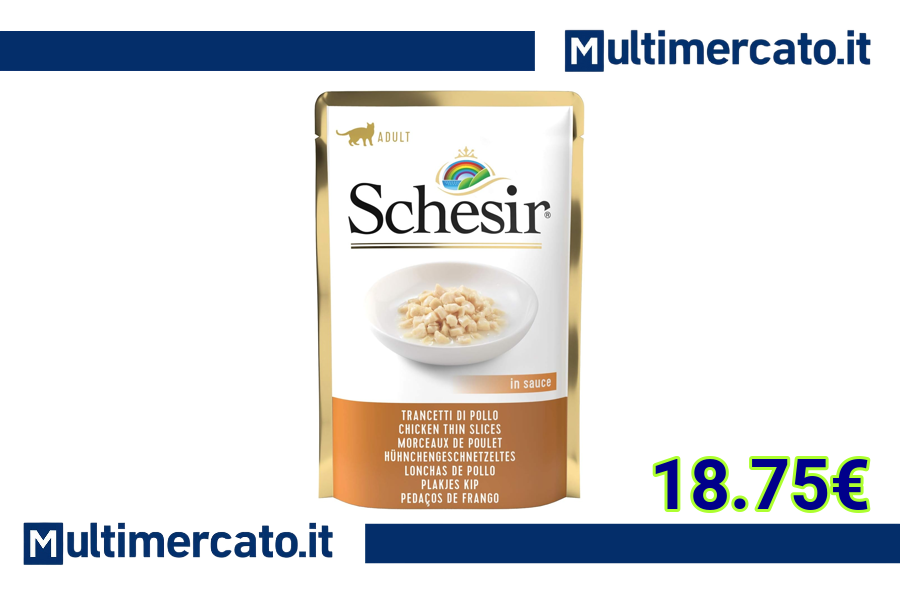 Multimercato.it
ADULT
Schesir®
in sauce
TRANCETTI DI POLLO
CHICKEN THIN SLICES
MORCEAUX DE POULET
HÜHNCHENGESCHNETZELTES
LONCHAS DE POLLO
PLAKJES KIP
PEDAÇOS DE FRANGO
18.75€
Multimercato.it